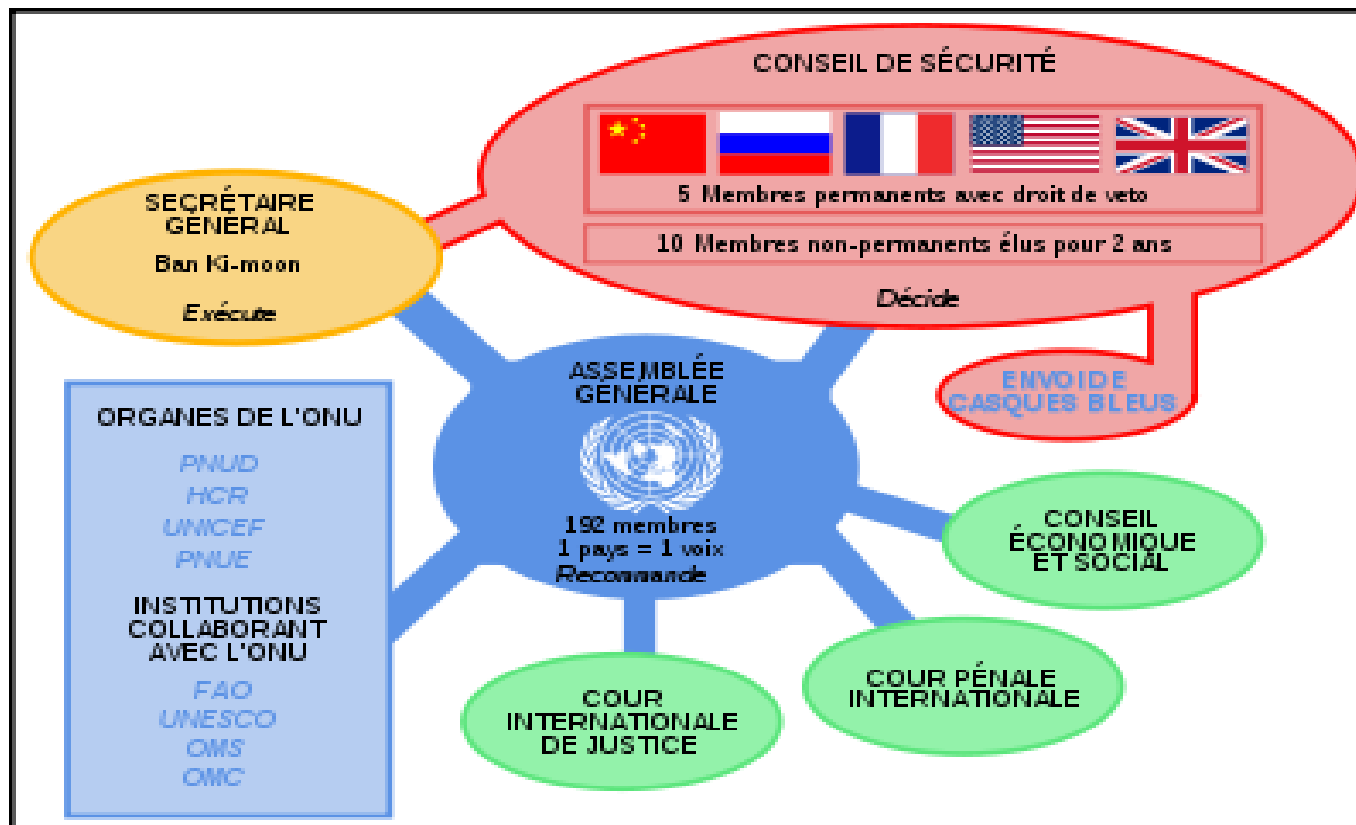 CONSEIL DE SÉCURITÉ
5 Membres permanents avec droit de veto
10 Membres non-permanents élus pour 2 ans
Décide
SECRÉTAIRE
GÉNÉRAL
Ban Ki-moon
Exécute
ENVOI DE
CASQUES BLEUS
ASSEMBLÉE
GÉNÉRALE
192 membres
1 pays = 1 voix
Recommande
ORGANES DE L'ONU
PNUD
HCR
UNICEF
PNUE
INSTITUTIONS
COLLABORANT
AVEC L'ONU
FAO
UNESCO
OMS
OMC
CONSEIL
ÉCONOMIQUE
ET SOCIAL
COUR PÉNALE
INTERNATIONALE
COUR
INTERNATIONALE
DE JUSTICE